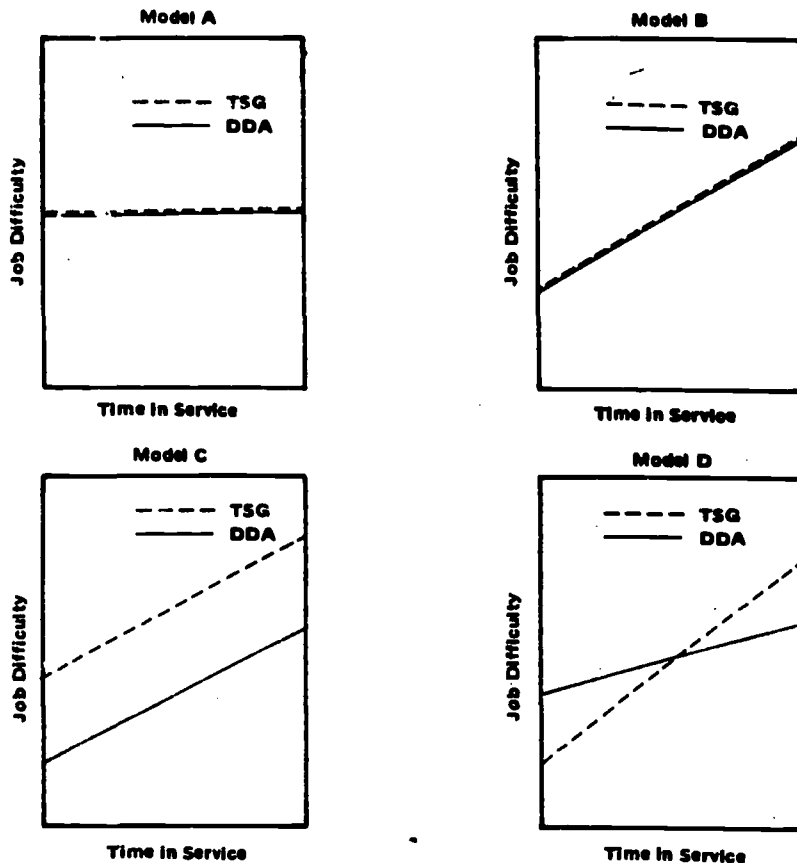 Model A
TSG
DDA
Job Difficulty
Time in Service
Model B
TSG
DDA
Job Difficulty
Time in Service
Model C
TSG
DDA
Job Difficulty
Time in Service
Model D
TSG
DDA
Job Difficulty
Time in Service